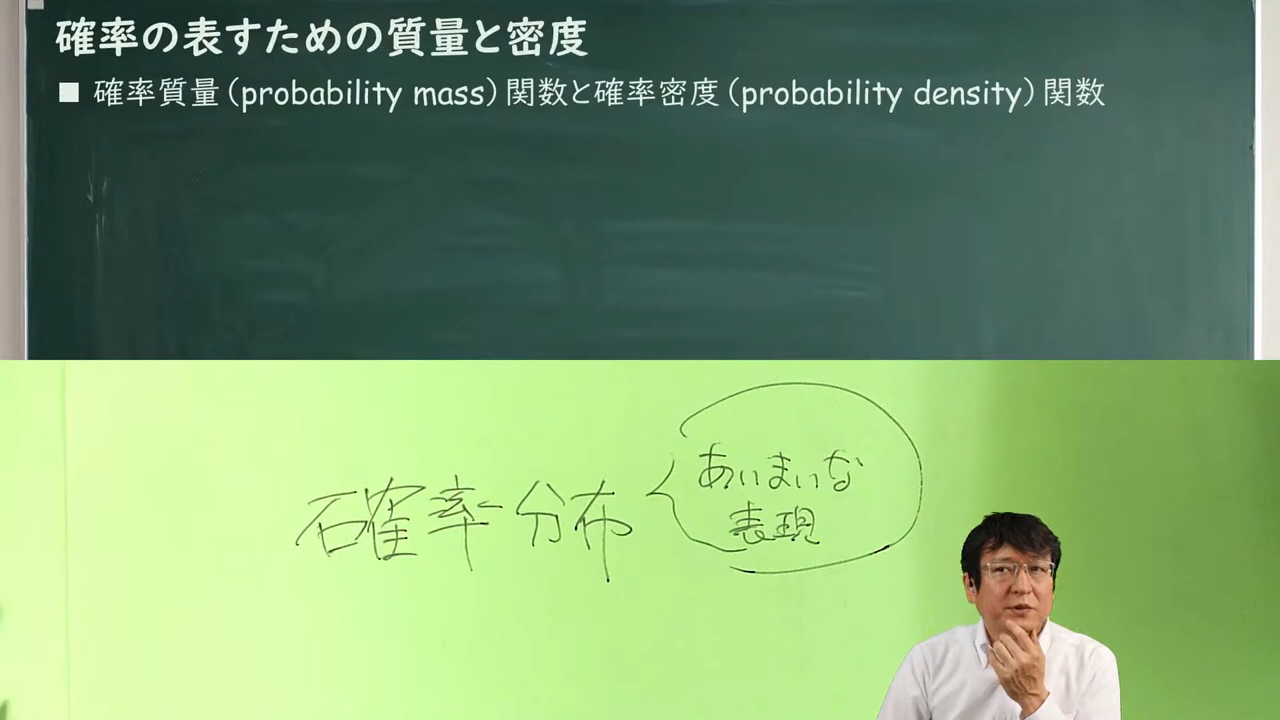 確率の表すための質量と密度
■ 確率質量（probability mass）関数と確率密度（probability density）関数
確率分布
あいまいな
表現